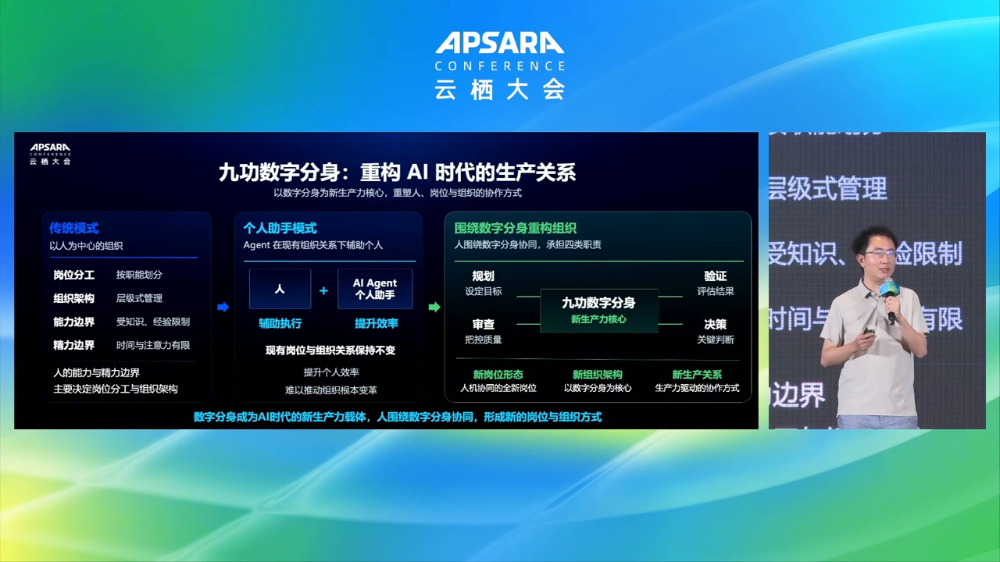 APSARA
CONFERENCE
云栖大会
APSARA
CONFERENCE
云栖大会
九功数字分身：重构 AI 时代的生产关系
以数字分身为新生产力核心，重塑人、岗位与组织的协作方式
传统模式
以人为中心的组织
岗位分工 按职能划分
组织架构 层级式管理
能力边界 受知识、经验限制
精力边界 时间与注意力有限
人的能力与精力边界
主要决定岗位分工与组织架构
个人助手模式
Agent 在现有组织关系下辅助个人
人 + AI Agent
个人助手
辅助执行 提升效率
现有岗位与组织关系保持不变
提升个人效率
难以推动组织根本变革
围绕数字分身重构组织
人围绕数字分身协同，承担四类职责
规划
设定目标
验证
评估结果
九功数字分身
新生产力核心
审查
把控质量
决策
关键判断
新岗位形态
人机协同的全新岗位
新组织架构
以数字分身为核心
新生产关系
生产力驱动的协作方式
数字分身成为AI时代的新生产力载体，人围绕数字分身协同，形成新的岗位与组织方式
层级式管理
受知识、 验限制
时间与 有限
边界